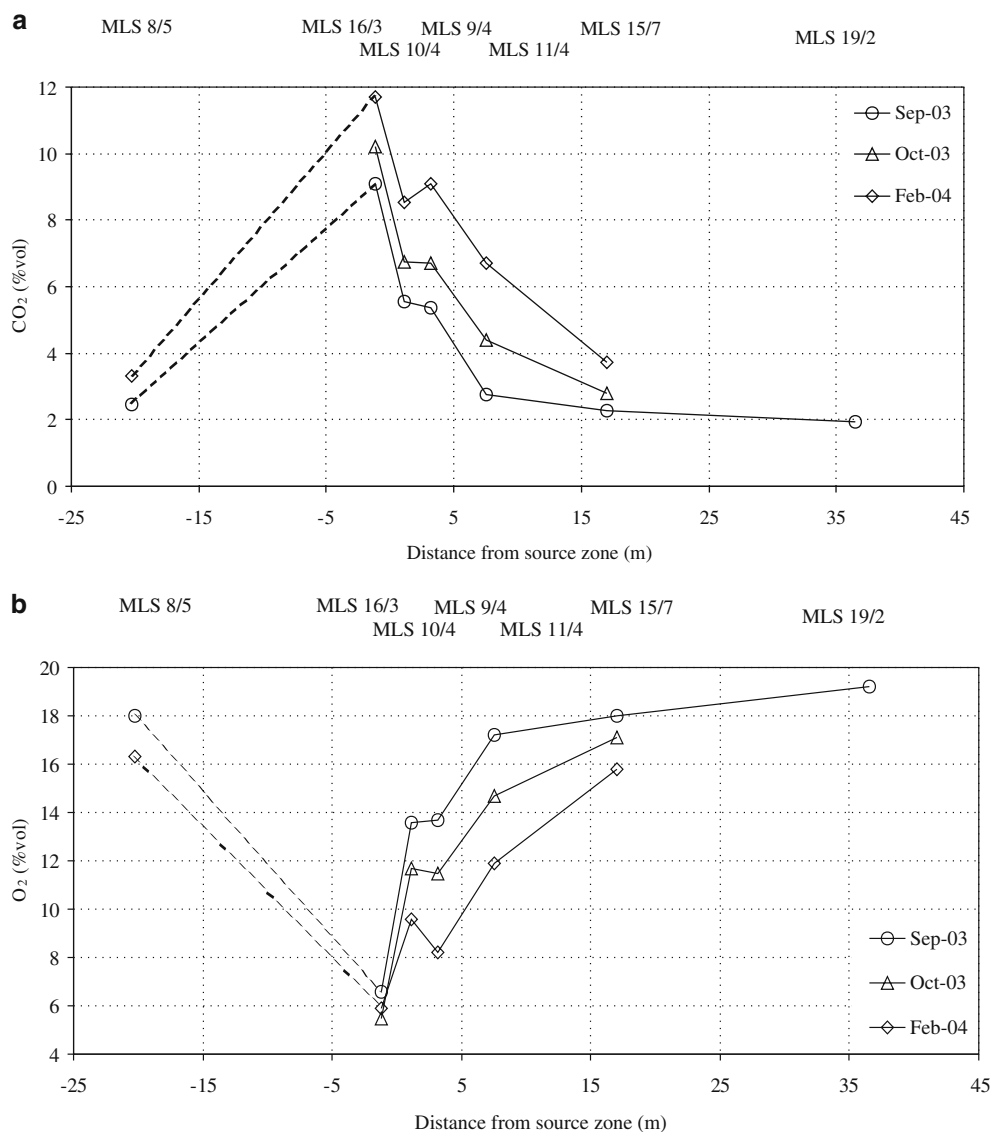 a
MLS 8/5 MLS 16/3 MLS 9/4 MLS 15/7 MLS 19/2
MLS 10/4 MLS 11/4
12
10
8
6
4
2
0
CO₂ (%vol)
Sep-03
Oct-03
Feb-04
-25 -15 -5 5 15 25 35 45
Distance from source zone (m)
b
MLS 8/5 MLS 16/3 MLS 9/4 MLS 15/7 MLS 19/2
MLS 10/4 MLS 11/4
20
18
16
14
12
10
8
6
4
O₂ (%vol)
Sep-03
Oct-03
Feb-04
-25 -15 -5 5 15 25 35 45
Distance from source zone (m)